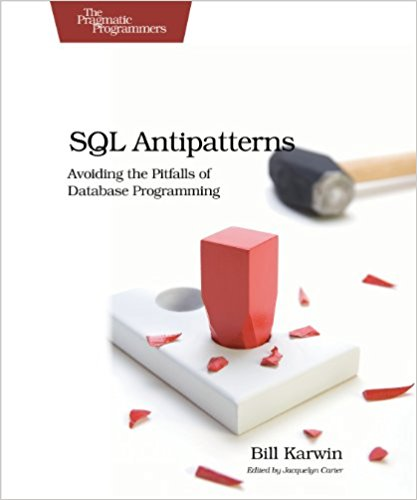 The
Pragmatic
Programmers
SQL Antipatterns
Avoiding the Pitfalls of
Database Programming
Bill Karwin
Edited by Jacquelyn Carter